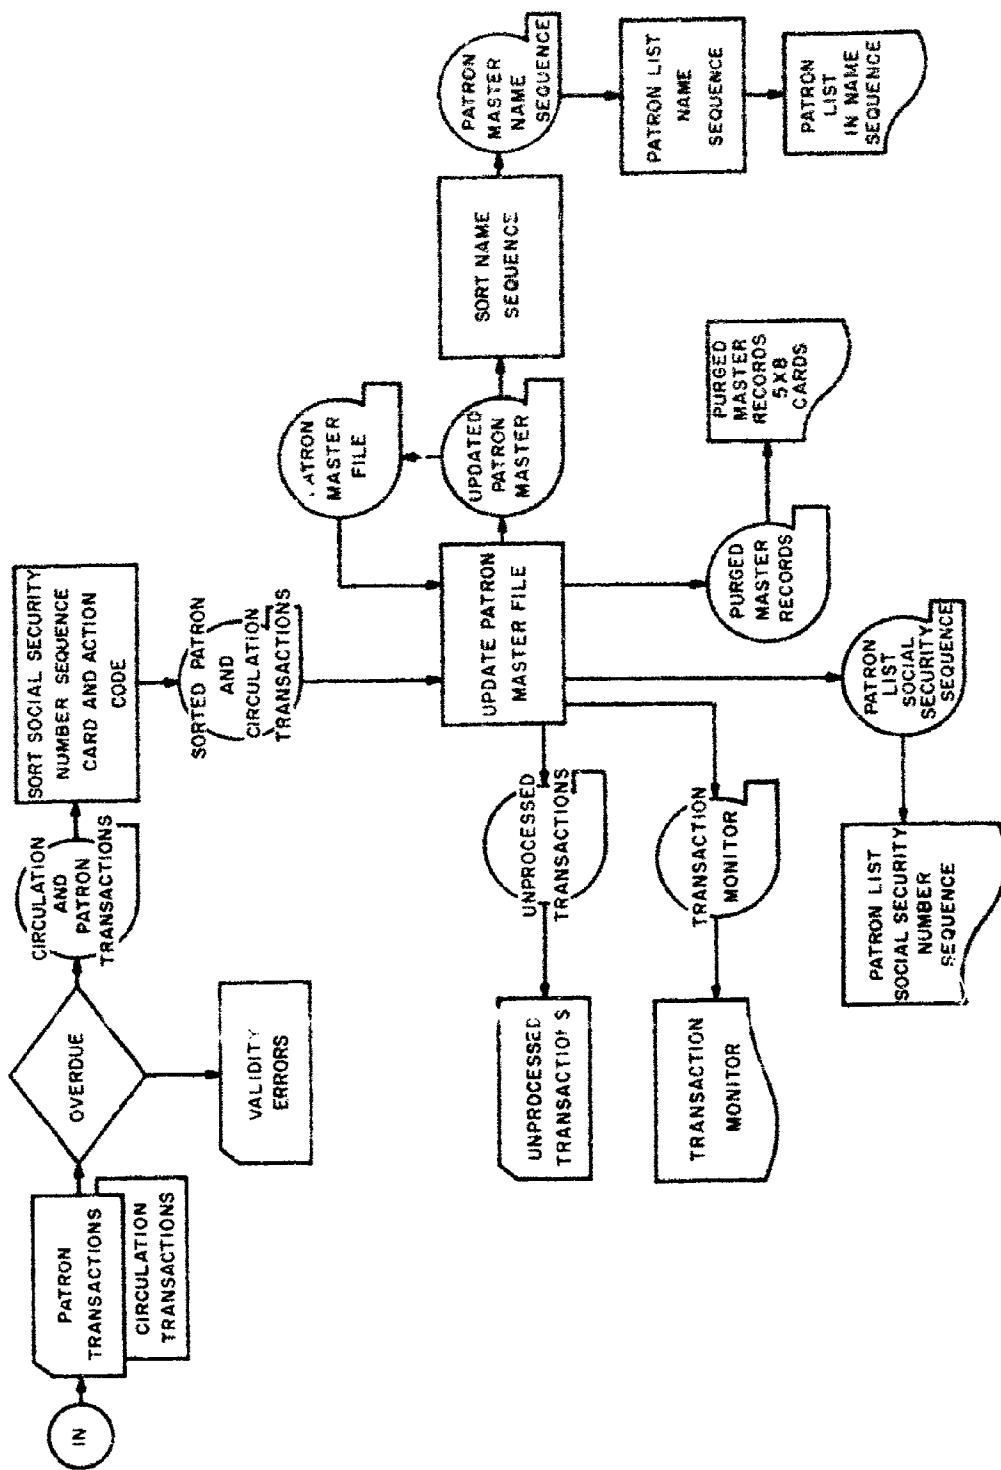 IN
PATRON
TRANSACTIONS
CIRCULATION
TRANSACTIONS
OVERDUE
VALIDITY
ERRORS
CIRCULATION
AND
PATRON
TRANSACTIONS
SORT SOCIAL SECURITY
NUMBER SEQUENCE
CARD AND ACTION
CODE
SORTED PATRON
AND
CIRCULATION
TRANSACTIONS
PATRON
MASTER
FILE
UPDATE PATRON
MASTER FILE
UPDATED
PATRON
MASTER
SORT NAME
SEQUENCE
PATRON
MASTER
NAME
SEQUENCE
PATRON LIST
NAME
SEQUENCE
PATRON
LIST
IN NAME
SEQUENCE
UNPROCESSED
TRANSACTIONS
UNPROCESSED
TRANSACTIONS
TRANSACTION
MONITOR
TRANSACTION
MONITOR
PURGED
MASTER
RECORDS
PURGED
MASTER
RECORDS
5X8
CARDS
PATRON
LIST
SOCIAL
SECURITY
SEQUENCE
PATRON LIST
SOCIAL SECURITY
NUMBER
SEQUENCE